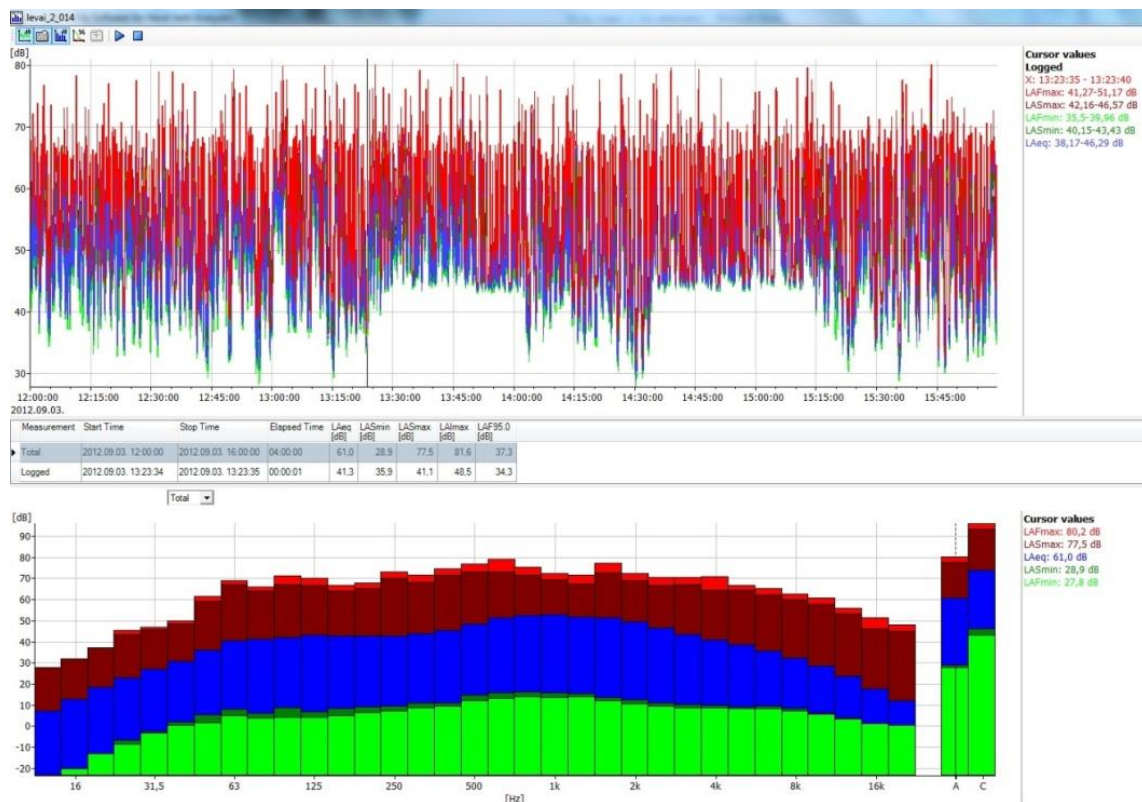 levai_2_014
[dB]
80
70
60
50
40
30
12:00:00 12:15:00 12:30:00 12:45:00 13:00:00 13:15:00 13:30:00 13:45:00 14:00:00 14:15:00 14:30:00 14:45:00 15:00:00 15:15:00 15:30:00 15:45:00
2012.09.03.
Cursor values
Logged
X: 13:23:35 - 13:23:40
LAFmax: 41,27-51,17 dB
LASmax: 42,16-46,57 dB
LAFmin: 35,5-39,96 dB
LASmin: 40,15-43,43 dB
LAeq: 38,17-46,29 dB
Measurement Start Time Stop Time Elapsed Time LAeq [dB] LASmin [dB] LASmax [dB] LAImax [dB] LAF95.0 [dB]
Total 2012.09.03. 12:00:00 2012.09.03. 16:00:00 04:00:00 61,0 28,9 77,5 81,6 37,3
Logged 2012.09.03. 13:23:34 2012.09.03. 13:23:35 00:00:01 41,3 35,9 41,1 48,5 34,3
Total
[dB]
90
80
70
60
50
40
30
20
10
0
-10
-20
16 31,5 63 125 250 500 1k 2k 4k 8k 16k A C
[Hz]
Cursor values
LAFmax: 80,2 dB
LASmax: 77,5 dB
LAeq: 61,0 dB
LASmin: 28,9 dB
LAFmin: 27,8 dB